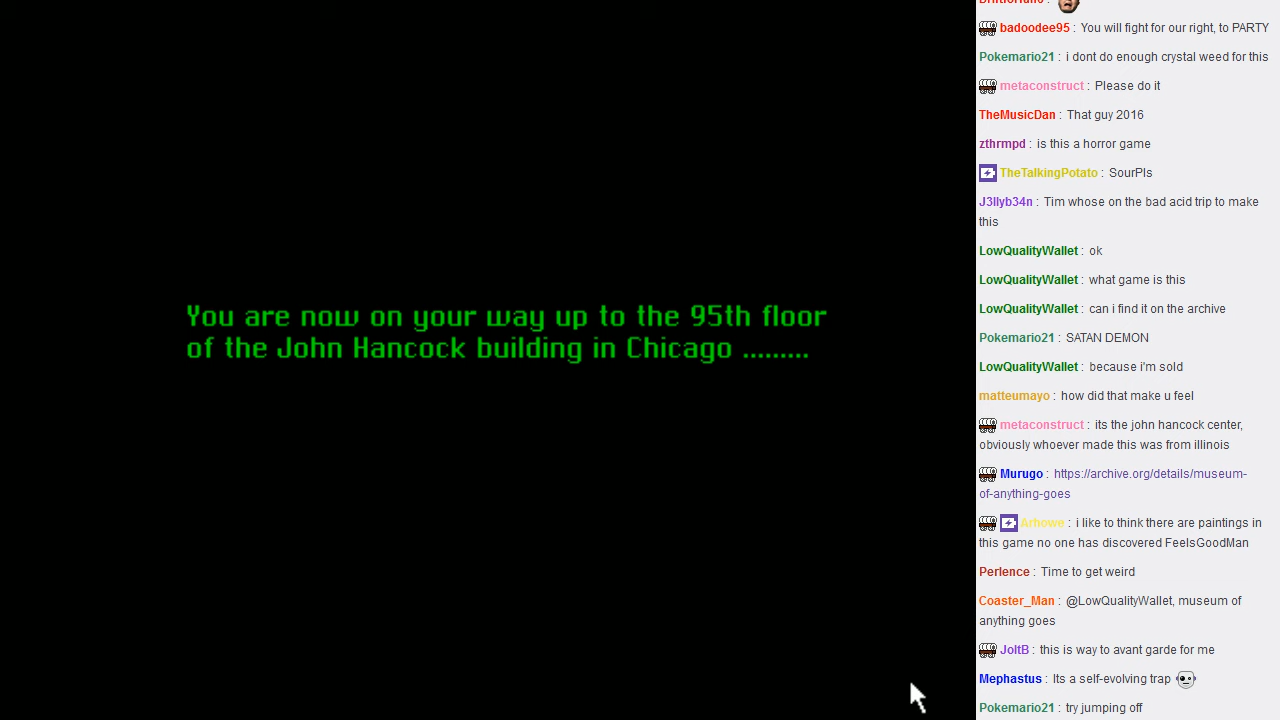 You are now on your way up to the 95th floor
of the John Hancock building in Chicago .........
badoodee95 : You will fight for our right, to PARTY
Pokemario21 : i dont do enough crystal weed for this
metaconstruct : Please do it
TheMusicDan : That guy 2016
zthrmpd : is this a horror game
TheTalkingPotato : SourPls
J3llyb34n : Tim whose on the bad acid trip to make
this
LowQualityWallet : ok
LowQualityWallet : what game is this
LowQualityWallet : can i find it on the archive
Pokemario21 : SATAN DEMON
LowQualityWallet : because i'm sold
matteumayo : how did that make u feel
metaconstruct : its the john hancock center,
obviously whoever made this was from illinois
Murugo : https://archive.org/details/museum-
of-anything-goes
Arhowe : i like to think there are paintings in
this game no one has discovered FeelsGoodMan
Perlence : Time to get weird
Coaster_Man : @LowQualityWallet, museum of
anything goes
JoltB : this is way to avant garde for me
Mephastus : Its a self-evolving trap
Pokemario21 : try jumping off